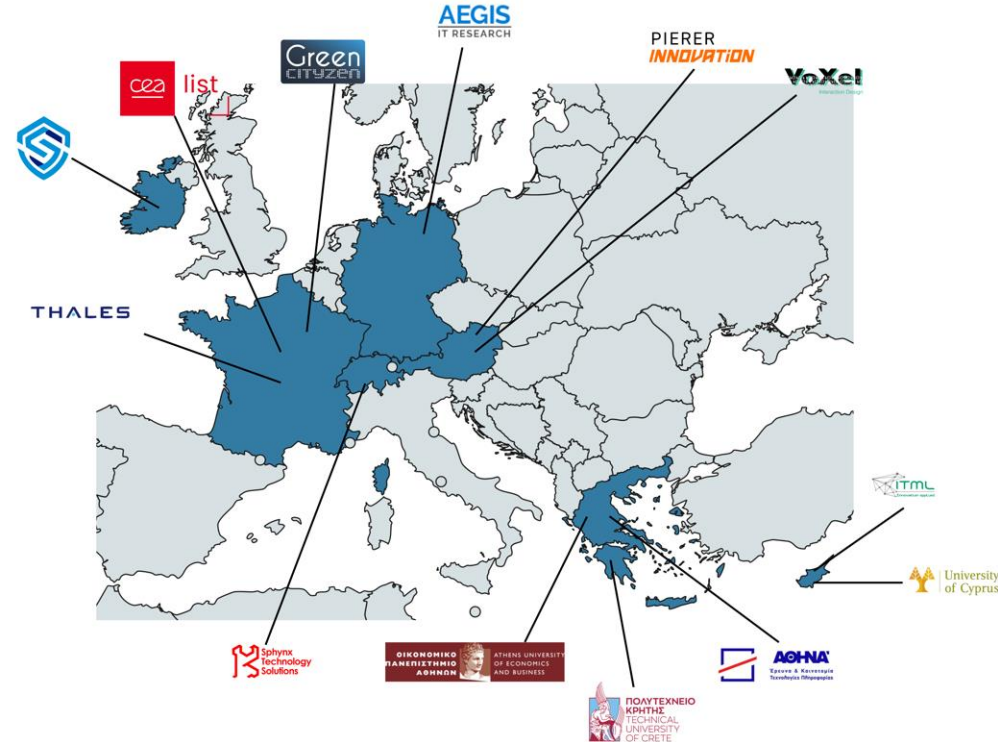 AEGIS
IT RESEARCH
PIERER
INNOVATION
Green
CITYZEN
VoXel
Interaction Design
cea list
THALES
ITML
University
of Cyprus
Sphynx
Technology
Solutions
ΟΙΚΟΝΟΜΙΚΟ
ΠΑΝΕΠΙΣΤΗΜΙΟ
ΑΘΗΝΩΝ
ATHENS UNIVERSITY
OF ECONOMICS
AND BUSINESS
ΑΘΗΝΑ
Έρευνα & Καινοτομία
Τεχνολογίες Πληροφορίας
ΠΟΛΥΤΕΧΝΕΙΟ
ΚΡΗΤΗΣ
TECHNICAL
UNIVERSITY
OF CRETE